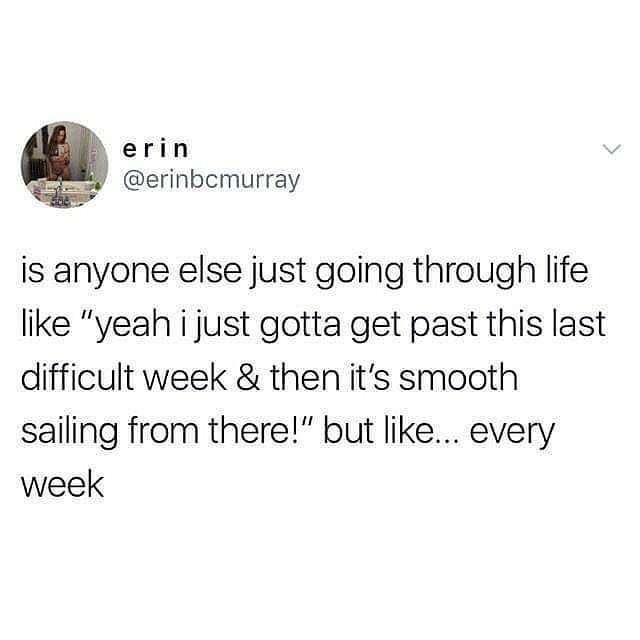 erin
@erinbcmurray
is anyone else just going through life
like "yeah i just gotta get past this last
difficult week & then it's smooth
sailing from there!" but like... every
week